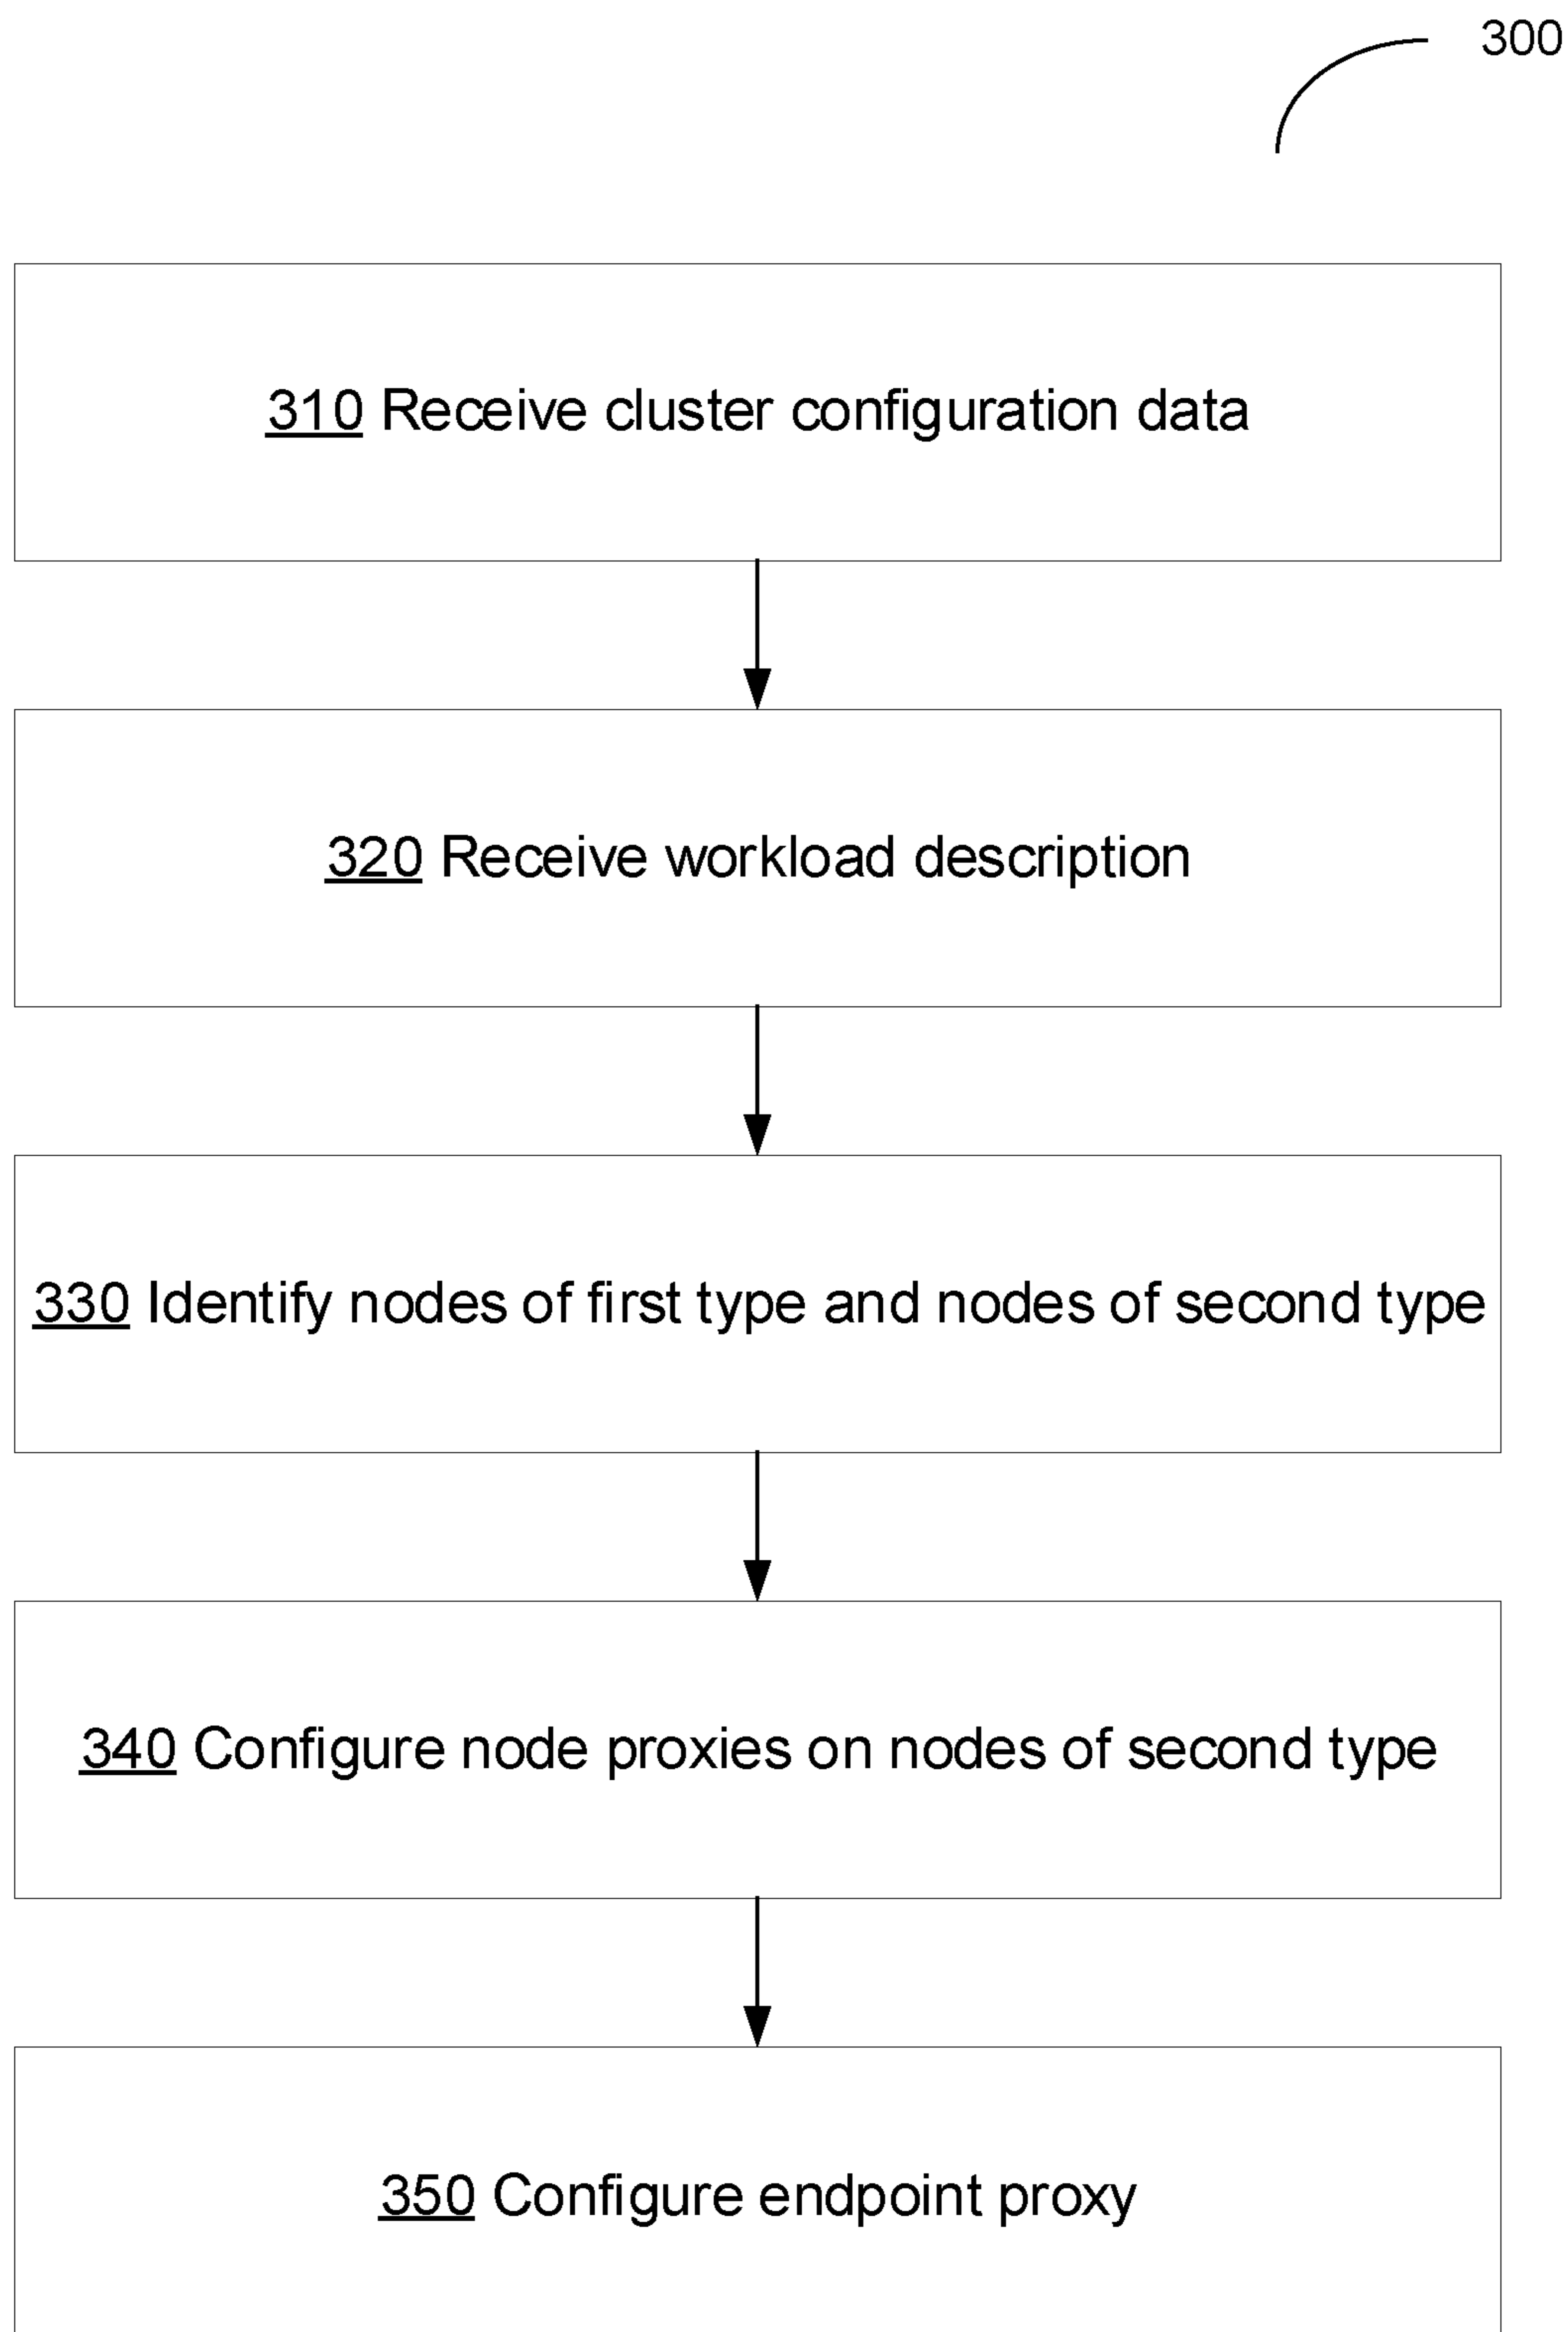 300
310 Receive cluster configuration data
320 Receive workload description
330 Identify nodes of first type and nodes of second type
340 Configure node proxies on nodes of second type
350 Configure endpoint proxy